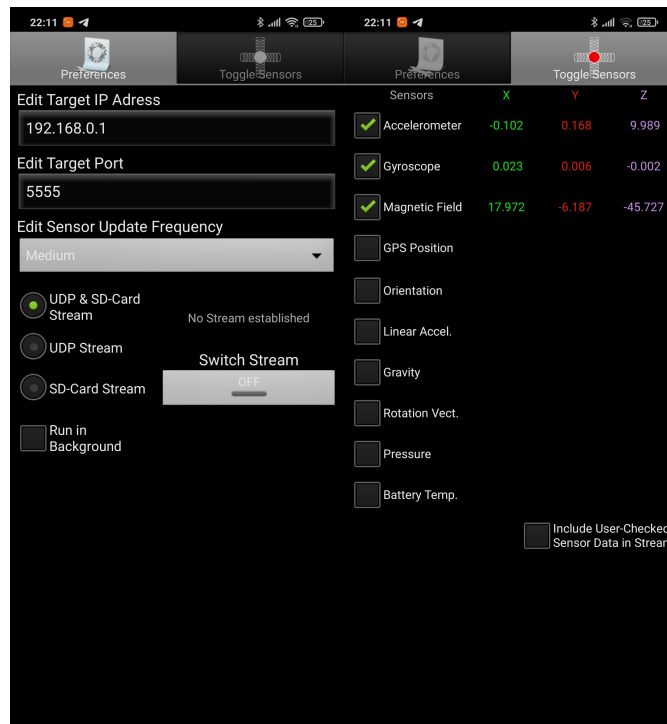 22:11
25
Preferences
Toggle Sensors
Edit Target IP Adress
192.168.0.1
Edit Target Port
5555
Edit Sensor Update Frequency
Medium
UDP & SD-Card
Stream
No Stream established
UDP Stream
Switch Stream
OFF
SD-Card Stream
Run in
Background
22:11
25
Preferences
Toggle Sensors
Sensors X Y Z
Accelerometer -0.102 0.168 9.989
Gyroscope 0.023 0.006 -0.002
Magnetic Field 17.972 -6.187 -45.727
GPS Position
Orientation
Linear Accel.
Gravity
Rotation Vect.
Pressure
Battery Temp.
Include User-Checked
Sensor Data in Stream